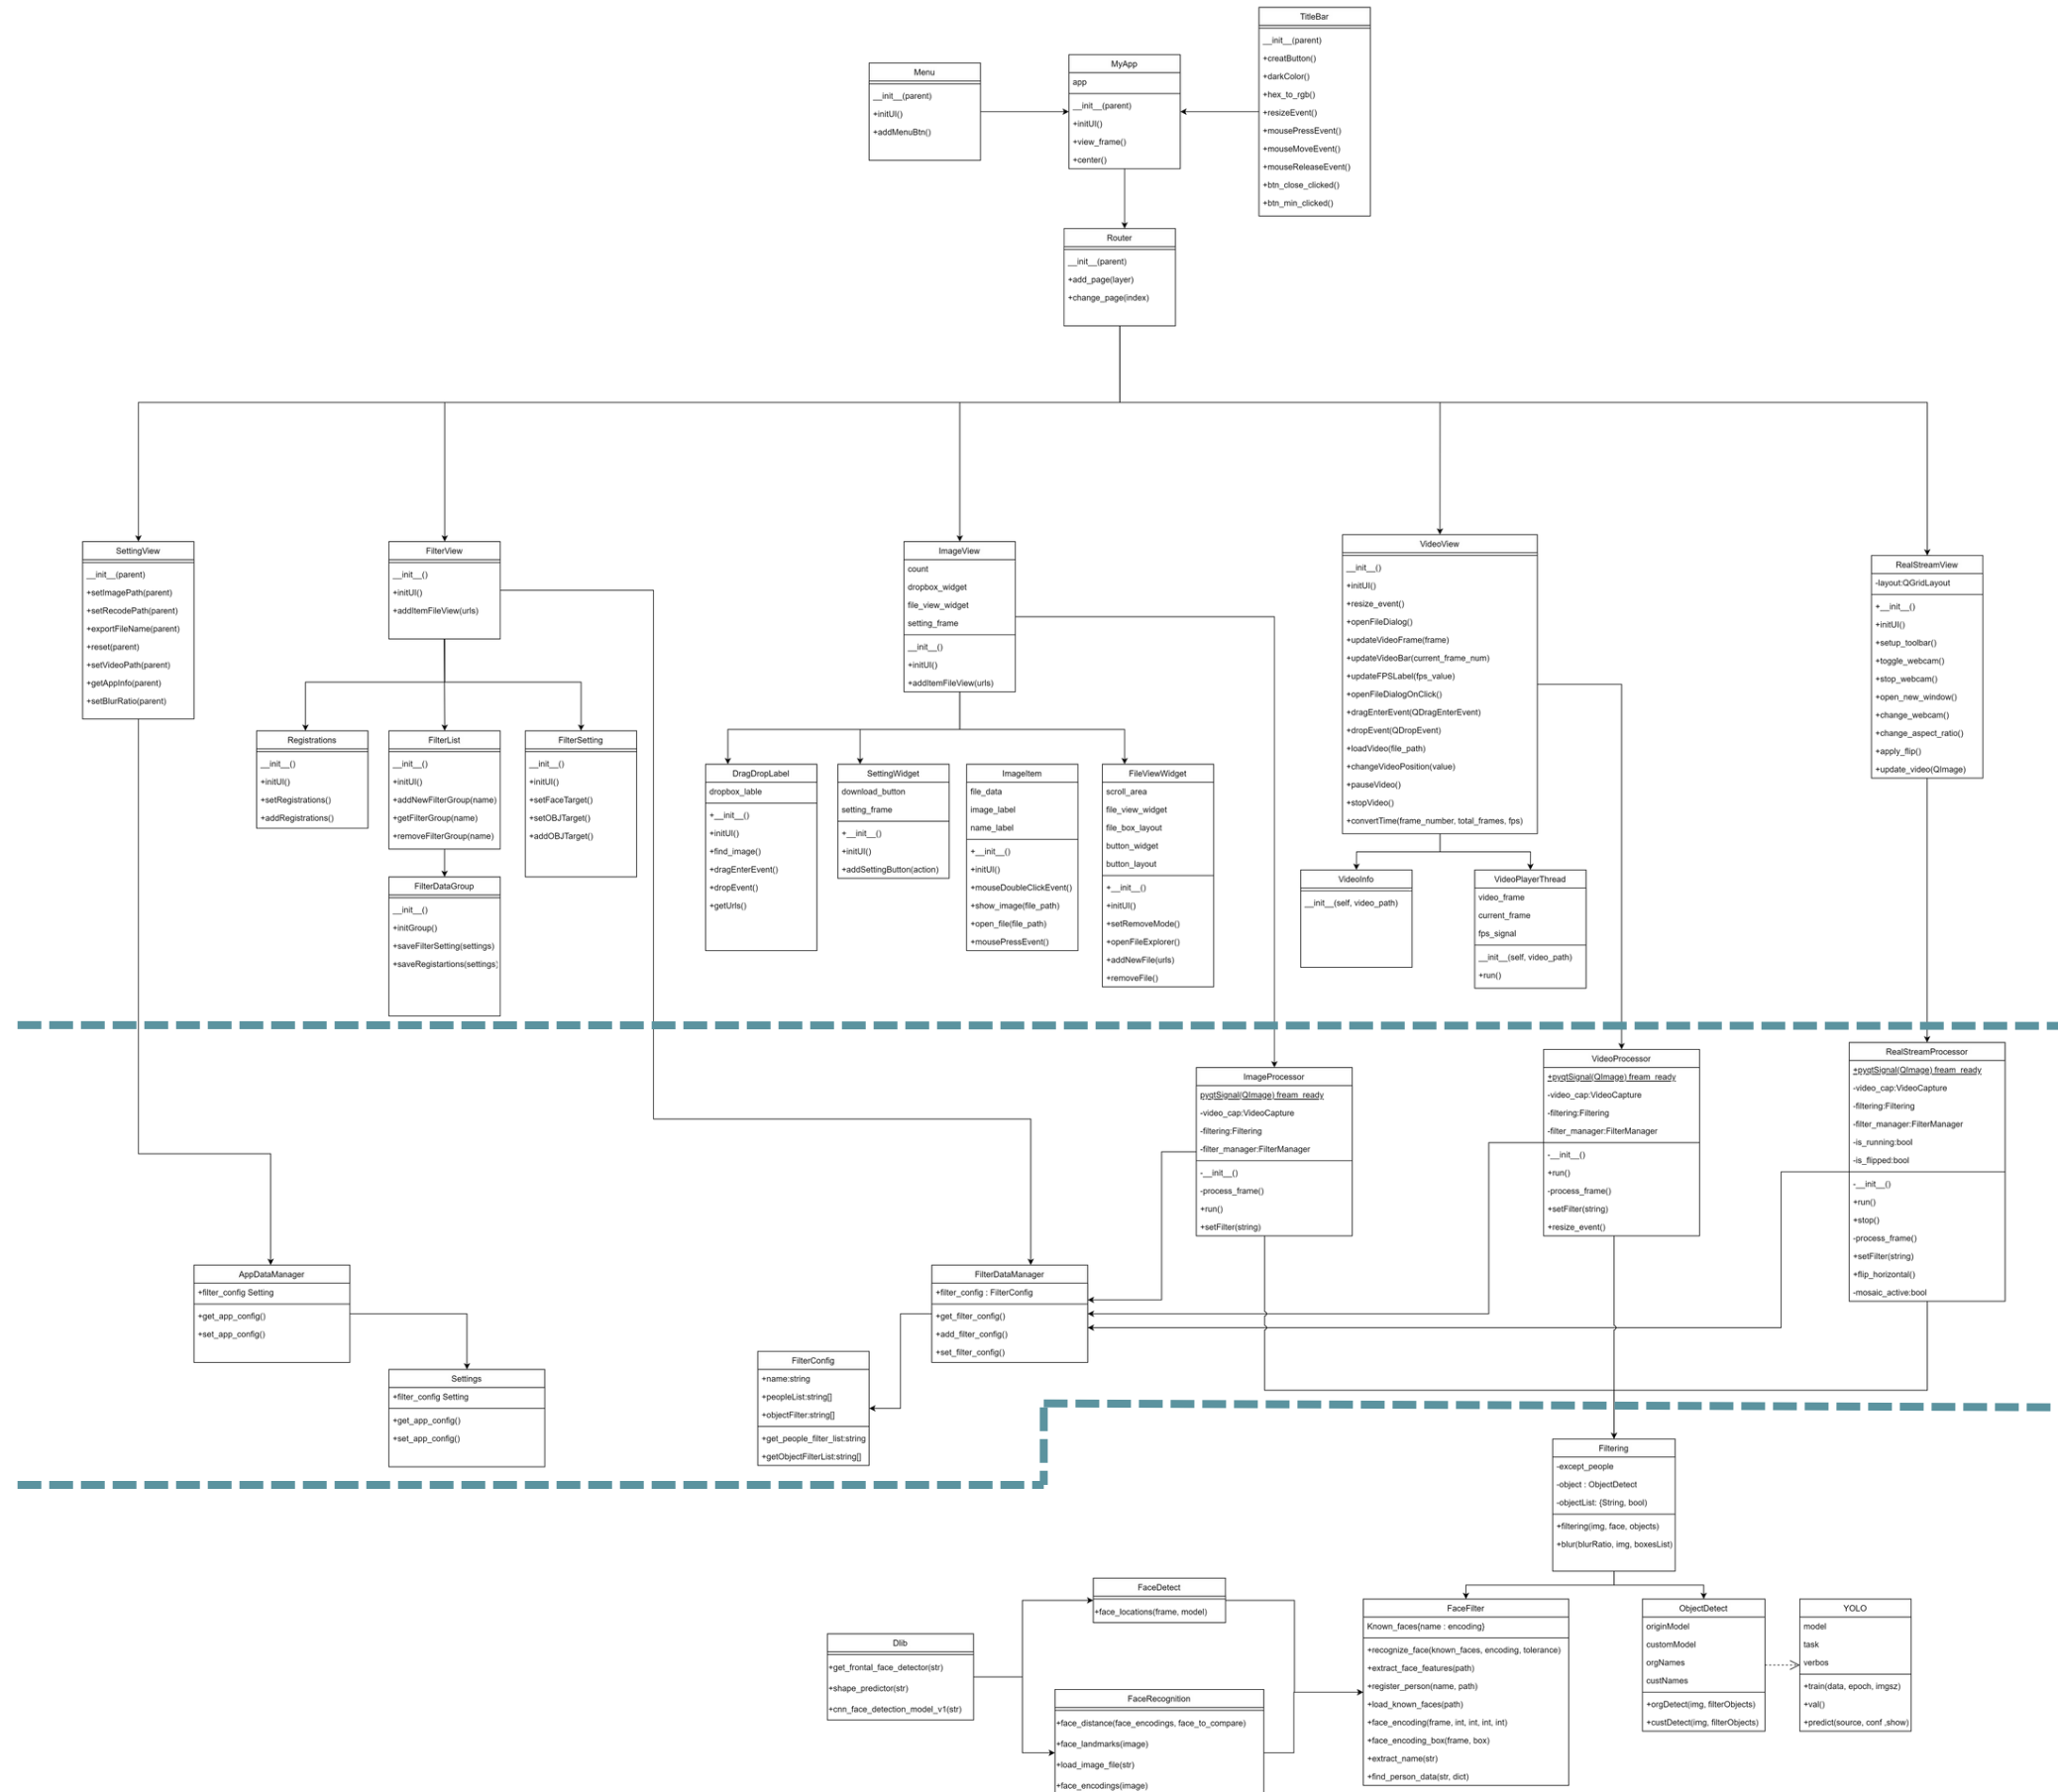 TitleBar
__init__(parent)
+creatButton()
+darkColor()
+hex_to_rgb()
+resizeEvent()
+mousePressEvent()
+mouseMoveEvent()
+mouseReleaseEvent()
+btn_close_clicked()
+btn_min_clicked()
MyApp
app
__init__(parent)
+initUI()
+view_frame()
+center()
Menu
__init__(parent)
+initUI()
+addMenuBtn()
Router
__init__(parent)
+add_page(layer)
+change_page(index)
SettingView
__init__(parent)
+setImagePath(parent)
+setRecodePath(parent)
+exportFileName(parent)
+reset(parent)
+setVideoPath(parent)
+getAppInfo(parent)
+setBlurRatio(parent)
FilterView
__init__()
+initUI()
+addItemFileView(urls)
ImageView
count
dropbox_widget
file_view_widget
setting_frame
__init__()
+initUI()
+addItemFileView(urls)
VideoView
__init__()
+initUI()
+resize_event()
+openFileDialog()
+updateVideoFrame(frame)
+updateVideoBar(current_frame_num)
+updateFPSLabel(fps_value)
+openFileDialogOnClick()
+dragEnterEvent(QDragEnterEvent)
+dropEvent(QDropEvent)
+loadVideo(file_path)
+changeVideoPosition(value)
+pauseVideo()
+stopVideo()
+convertTime(frame_number, total_frames, fps)
RealStreamView
-layout:QGridLayout
+__init__()
+initUI()
+setup_toolbar()
+toggle_webcam()
+stop_webcam()
+open_new_window()
+change_webcam()
+change_aspect_ratio()
+apply_flip()
+update_video(QImage)
Registrations
__init__()
+initUI()
+setRegistrations()
+addRegistrations()
FilterList
__init__()
+initUI()
+addNewFilterGroup(name)
+getFilterGroup(name)
+removeFilterGroup(name)
FilterSetting
__init__()
+initUI()
+setFaceTarget()
+setOBJTarget()
+addOBJTarget()
FilterDataGroup
__init__()
+initGroup()
+saveFilterSetting(settings)
+saveRegistartions(settings)
DragDropLabel
dropbox_lable
+__init__()
+initUI()
+find_image()
+dragEnterEvent()
+dropEvent()
+getUrls()
SettingWidget
download_button
setting_frame
+__init__()
+initUI()
+addSettingButton(action)
ImageItem
file_data
image_label
name_label
+__init__()
+initUI()
+mouseDoubleClickEvent()
+show_image(file_path)
+open_file(file_path)
+mousePressEvent()
FileViewWidget
scroll_area
file_view_widget
file_box_layout
button_widget
button_layout
+__init__()
+initUI()
+setRemoveMode()
+openFileExplorer()
+addNewFile(urls)
+removeFile()
VideoInfo
__init__(self, video_path)
VideoPlayerThread
video_frame
current_frame
fps_signal
__init__(self, video_path)
+run()
ImageProcessor
pyqtSignal(QImage) fream_ready
-video_cap:VideoCapture
-filtering:Filtering
-filter_manager:FilterManager
-__init__()
-process_frame()
+run()
+setFilter(string)
VideoProcessor
+pyqtSignal(QImage) fream_ready
-video_cap:VideoCapture
-filtering:Filtering
-filter_manager:FilterManager
-__init__()
+run()
-process_frame()
+setFilter(string)
+resize_event()
RealStreamProcessor
+pyqtSignal(QImage) fream_ready
-video_cap:VideoCapture
-filtering:Filtering
-filter_manager:FilterManager
-is_running:bool
-is_flipped:bool
-__init__()
+run()
+stop()
-process_frame()
+setFilter(string)
+flip_horizontal()
-mosaic_active:bool
AppDataManager
+filter_config Setting
+get_app_config()
+set_app_config()
Settings
+filter_config Setting
+get_app_config()
+set_app_config()
FilterDataManager
+filter_config : FilterConfig
+get_filter_config()
+add_filter_config()
+set_filter_config()
FilterConfig
+name:string
+peopleList:string[]
+objectFilter:string[]
+get_people_filter_list:string
+getObjectFilterList:string[]
Filtering
-except_people
-object : ObjectDetect
-objectList: {String, bool)
+filtering(img, face, objects)
+blur(blurRatio, img, boxesList)
FaceDetect
+face_locations(frame, model)
Dlib
+get_frontal_face_detector(str)
+shape_predictor(str)
+cnn_face_detection_model_v1(str)
FaceRecognition
+face_distance(face_encodings, face_to_compare)
+face_landmarks(image)
+load_image_file(str)
+face_encodings(image)
FaceFilter
Known_faces{name : encoding}
+recognize_face(known_faces, encoding, tolerance)
+extract_face_features(path)
+register_person(name, path)
+load_known_faces(path)
+face_encoding(frame, int, int, int, int)
+face_encoding_box(frame, box)
+extract_name(str)
+find_person_data(str, dict)
ObjectDetect
originModel
customModel
orgNames
custNames
+orgDetect(img, filterObjects)
+custDetect(img, filterObjects)
YOLO
model
task
verbos
+train(data, epoch, imgsz)
+val()
+predict(source, conf ,show)